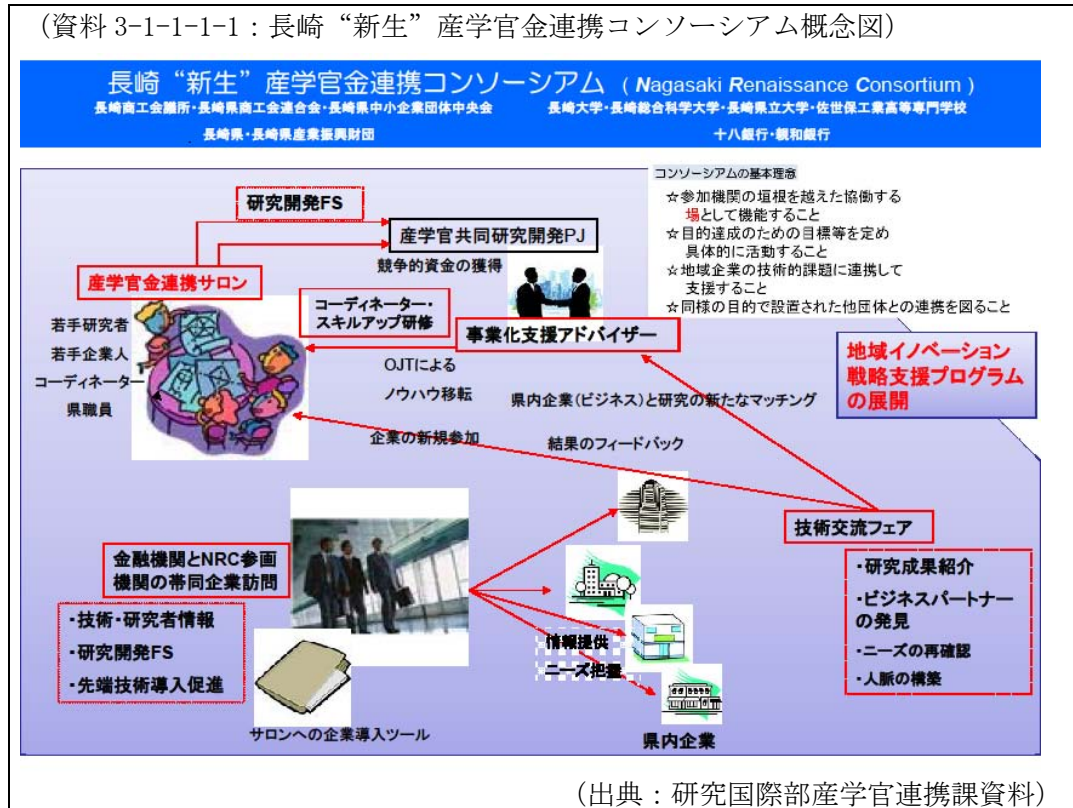 （資料 3-1-1-1-1：長崎“新生”産学官金連携コンソーシアム概念図）
長崎“新生”産学官金連携コンソーシアム （ Nagasaki Renaissance Consortium ）
長崎商工会議所・長崎県商工会連合会・長崎県中小企業団体中央会
長崎大学・長崎総合科学大学・長崎県立大学・佐世保工業高等専門学校
長崎県・長崎県産業振興財団
十八銀行・親和銀行
コンソーシアムの基本理念
☆参加機関の垣根を越えた協働する
場として機能すること
☆目的達成のための目標等を定め
具体的に活動すること
☆地域企業の技術的課題に連携して
支援すること
☆同様の目的で設置された他団体との連携を図ること
研究開発FS
産学官共同研究開発PJ
競争的資金の獲得
産学官金連携サロン
若手研究者
若手企業人
コーディネーター
県職員
コーディネーター・
スキルアップ研修
事業化支援アドバイザー
OJTによる
ノウハウ移転
県内企業（ビジネス）と研究の新たなマッチング
地域イノベーション
戦略支援プログラム
の展開
企業の新規参加
結果のフィードバック
技術交流フェア
・研究成果紹介
・ビジネスパートナー
の発見
・ニーズの再確認
・人脈の構築
金融機関とNRC参画
機関の帯同企業訪問
・技術・研究者情報
・研究開発FS
・先端技術導入促進
情報提供
ニーズ把握
サロンへの企業導入ツール
県内企業
（出典：研究国際部産学官連携課資料）